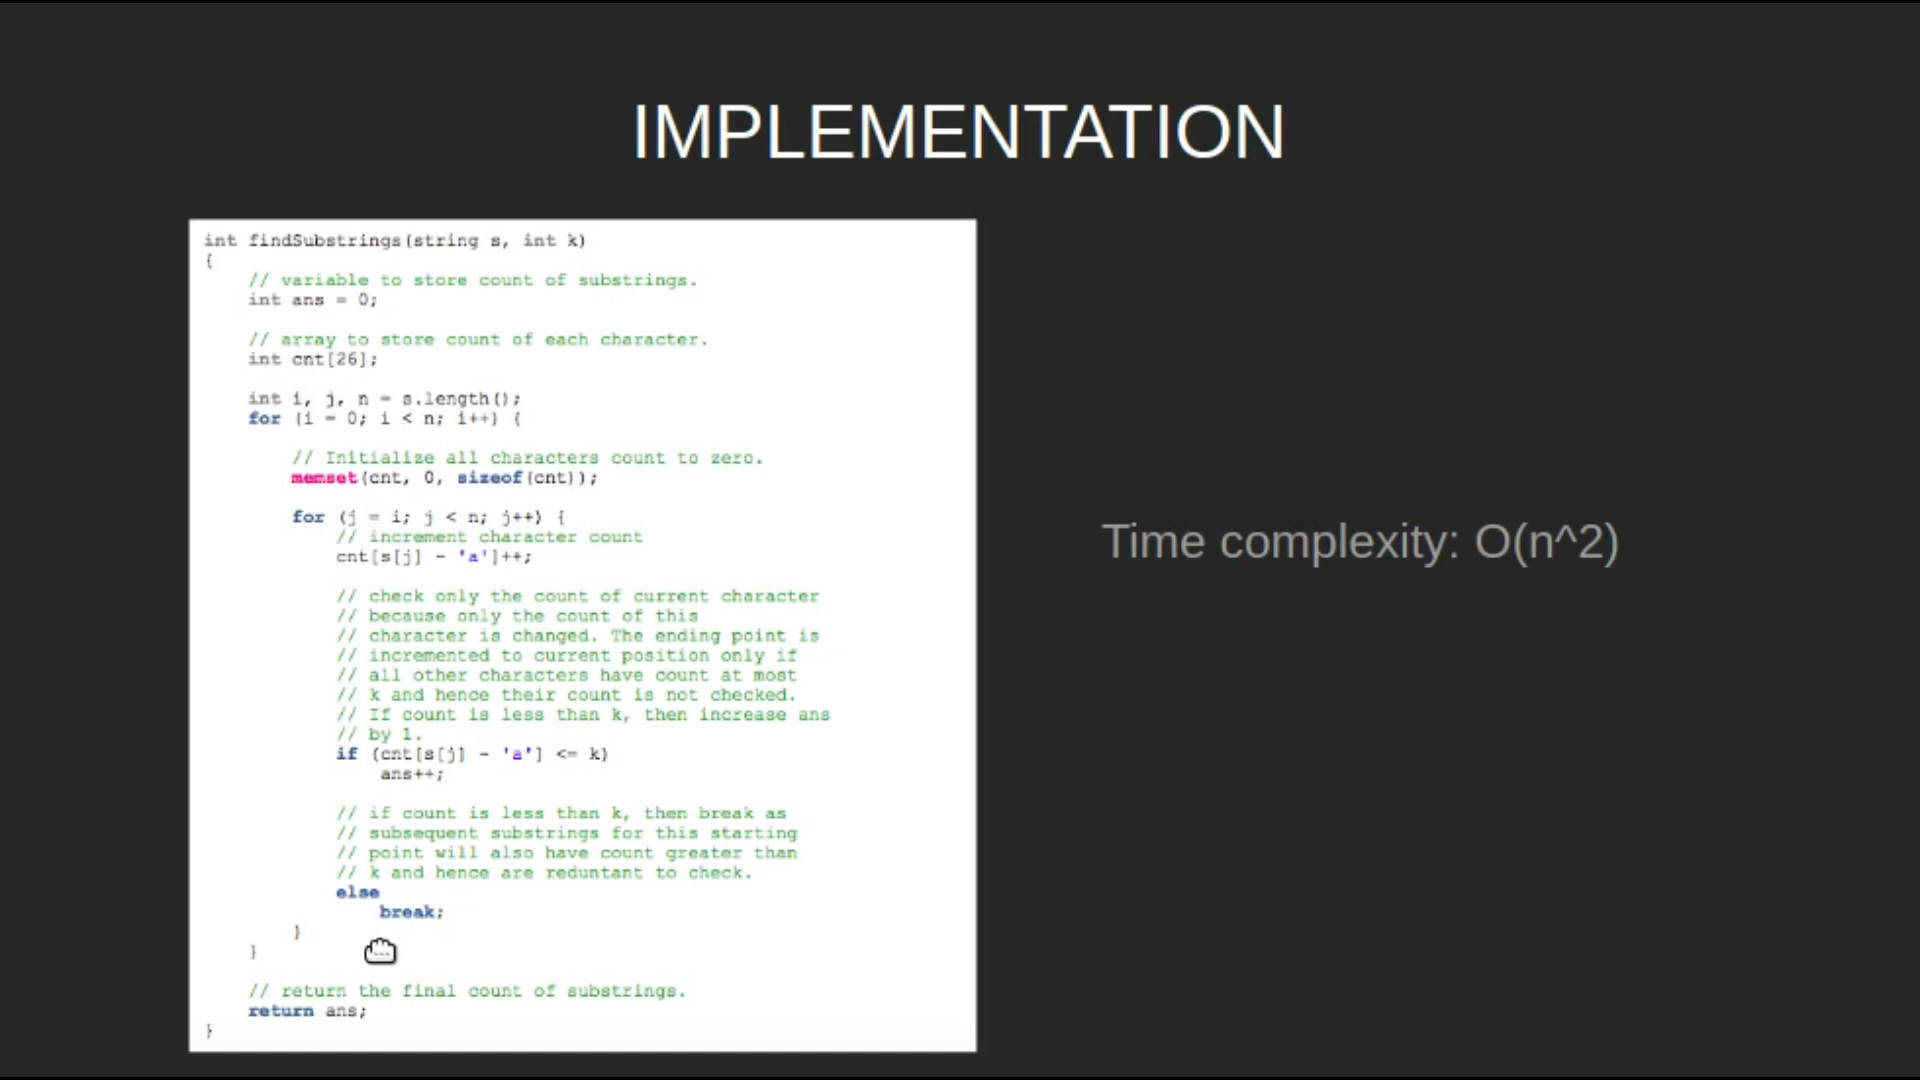 IMPLEMENTATION
int findSubstrings(string s, int k)
{
// variable to store count of substrings.
int ans = 0;
// array to store count of each character.
int cnt[26];
int i, j, n = s.length();
for (i = 0; i < n; i++) {
// Initialize all characters count to zero.
memset(cnt, 0, sizeof(cnt));
for (j = i; j < n; j++) {
// increment character count
cnt[s[j] - 'a']++;
// check only the count of current character
// because only the count of this
// character is changed. The ending point is
// incremented to current position only if
// all other characters have count at most
// k and hence their count is not checked.
// If count is less than k, then increase ans
// by 1.
if (cnt[s[j] - 'a'] <= k)
ans++;
// if count is less than k, then break as
// subsequent substrings for this starting
// point will also have count greater than
// k and hence are reduntant to check.
else
break;
}
}
// return the final count of substrings.
return ans;
}
Time complexity: O(n^2)